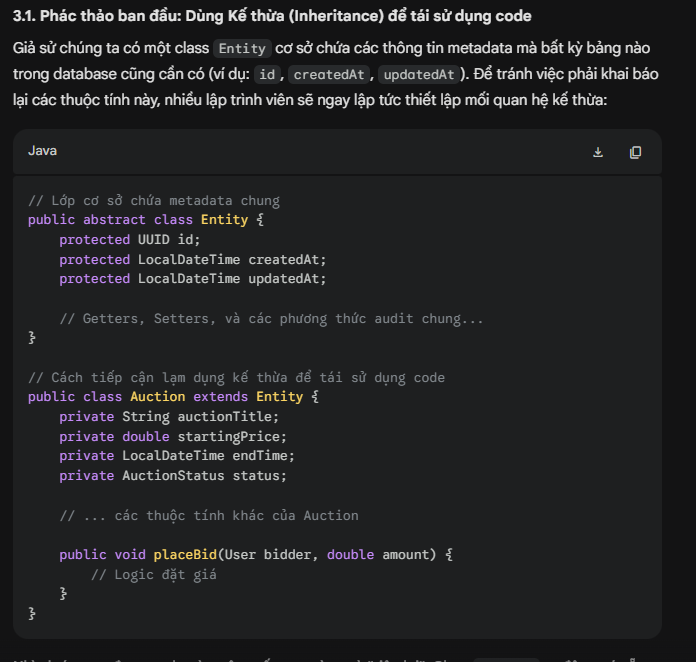 3.1. Phác thảo ban đầu: Dùng Kế thừa (Inheritance) để tái sử dụng code
Giả sử chúng ta có một class Entity cơ sở chứa các thông tin metadata mà bất kỳ bảng nào
trong database cũng cần có (ví dụ: id, createdAt, updatedAt). Để tránh việc phải khai báo
lại các thuộc tính này, nhiều lập trình viên sẽ ngay lập tức thiết lập mối quan hệ kế thừa:
Java
// Lớp cơ sở chứa metadata chung
public abstract class Entity {
    protected UUID id;
    protected LocalDateTime createdAt;
    protected LocalDateTime updatedAt;
    // Getters, Setters, và các phương thức audit chung...
}
// Cách tiếp cận lạm dụng kế thừa để tái sử dụng code
public class Auction extends Entity {
    private String auctionTitle;
    private double startingPrice;
    private LocalDateTime endTime;
    private AuctionStatus status;
    // ... các thuộc tính khác của Auction
    public void placeBid(User bidder, double amount) {
        // Logic đặt giá
    }
}